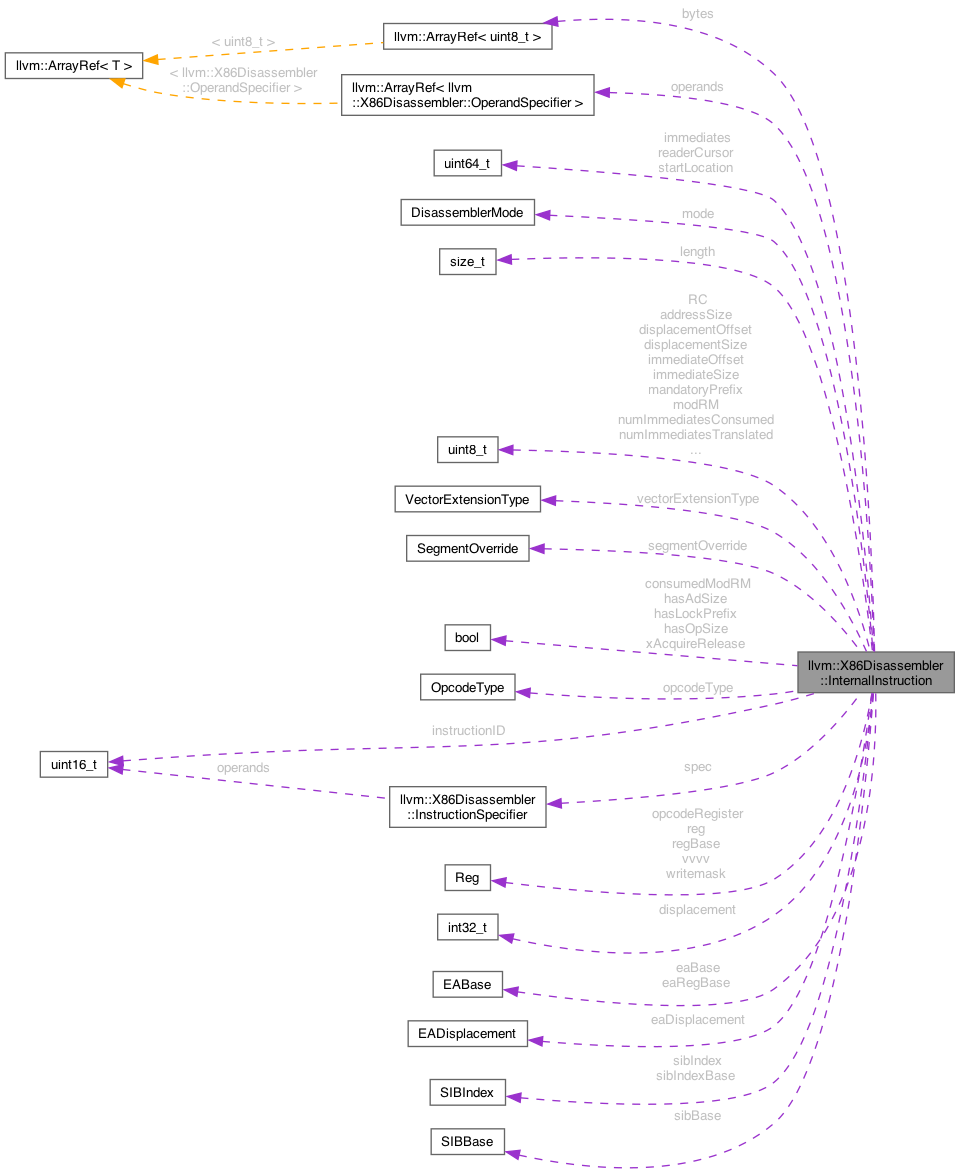 bytes
llvm::ArrayRef< uint8_t >
< uint8_t >
llvm::ArrayRef< T >
< llvm::X86Disassembler
::OperandSpecifier >
llvm::ArrayRef< llvm
::X86Disassembler::OperandSpecifier >
operands
immediates
readerCursor
startLocation
uint64_t
DisassemblerMode
mode
size_t
length
RC
addressSize
displacementOffset
displacementSize
immediateOffset
immediateSize
mandatoryPrefix
modRM
numImmediatesConsumed
numImmediatesTranslated
...
uint8_t
VectorExtensionType
vectorExtensionType
SegmentOverride
segmentOverride
consumedModRM
hasAdSize
hasLockPrefix
hasOpSize
xAcquireRelease
bool
llvm::X86Disassembler
::InternalInstruction
OpcodeType
opcodeType
instructionID
uint16_t
operands
spec
llvm::X86Disassembler
::InstructionSpecifier
opcodeRegister
reg
regBase
vvvv
writemask
Reg
displacement
int32_t
eaBase
eaRegBase
EABase
eaDisplacement
EADisplacement
sibIndex
sibIndexBase
SIBIndex
sibBase
SIBBase